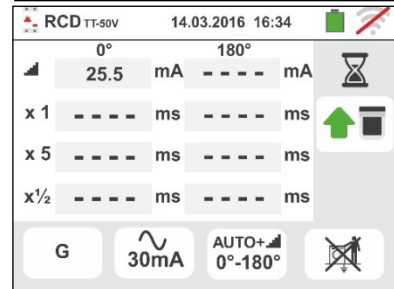 RCD TT-50V 14.03.2016 16:34
0° 180°
25.5 mA - - - - mA
x 1 - - - - ms - - - - ms
x 5 - - - - ms - - - - ms
x½ - - - - ms - - - - ms
G 30mA AUTO+ 0°-180°